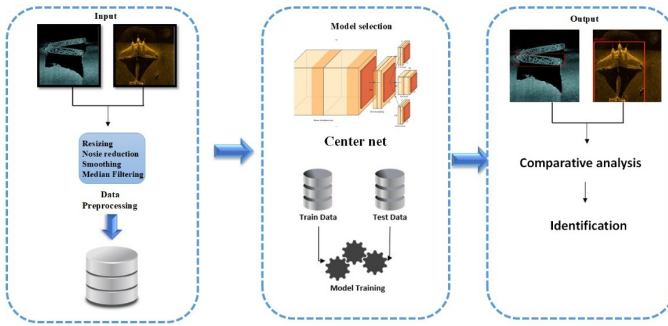 Input
Resizing
Nosie reduction
Smoothing
Median Filtering
Data
Preprocessing
Model selection
Center net
Train Data
Test Data
Model Training
Output
Comparative analysis
Identification